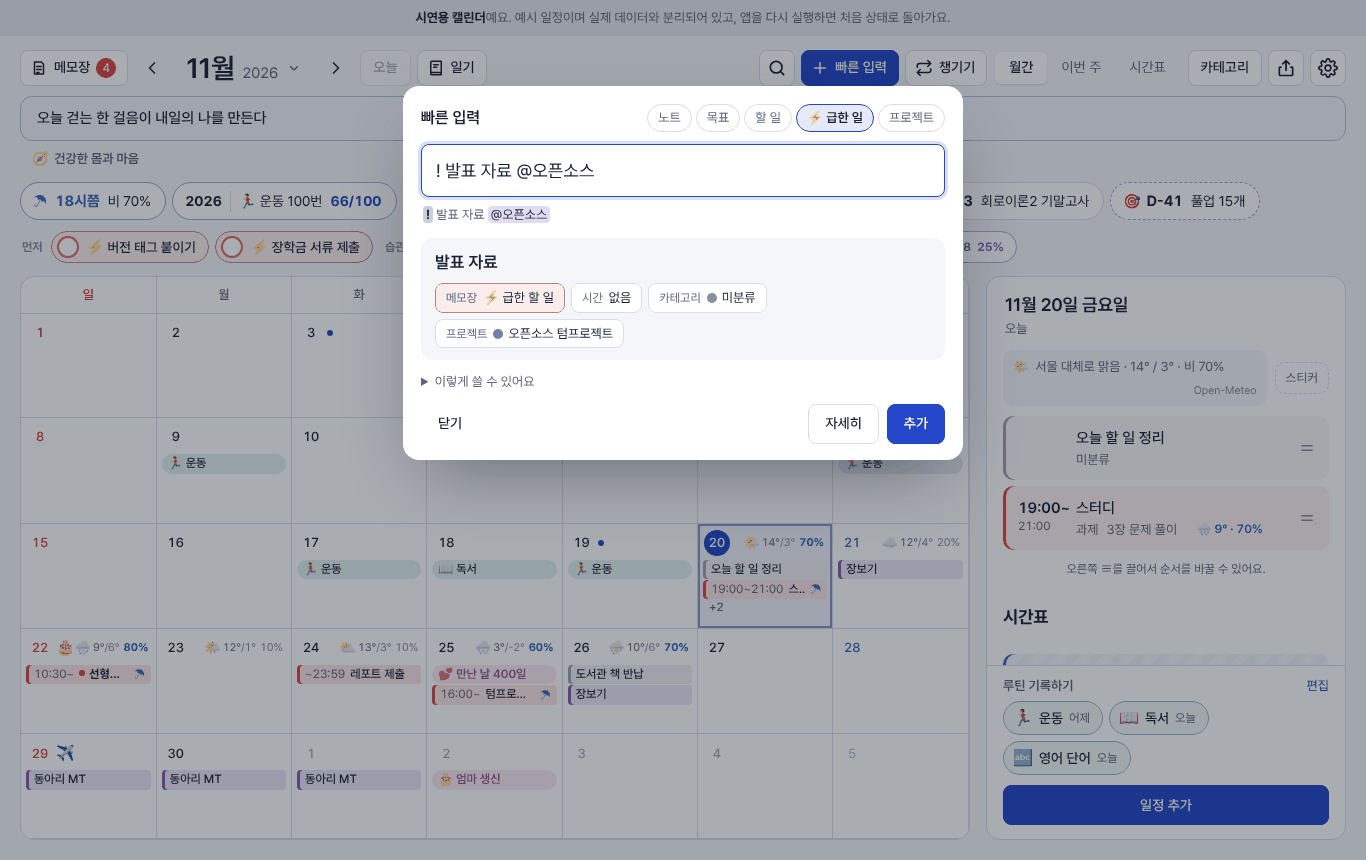 시연용 캘린더예요. 예시 일정이며 실제 데이터와 분리되어 있고, 앱을 다시 실행하면 처음 상태로 돌아가요.
메모장 4
11월 2026
오늘
일기
빠른 입력
챙기기
월간
이번 주
시간표
카테고리
오늘 걷는 한 걸음이 내일의 나를 만든다
건강한 몸과 마음
18시쯤 비 70%
2026 운동 100번 66/100
3 회로이론2 기말고사
D-41 풀업 15개
먼저
버전 태그 붙이기
장학금 서류 제출
습관
8 25%
빠른 입력
노트
목표
할 일
급한 일
프로젝트
! 발표 자료 @오픈소스
! 발표 자료 @오픈소스
발표 자료
메모장 급한 할 일
시간 없음
카테고리 미분류
프로젝트 오픈소스 텀프로젝트
이렇게 쓸 수 있어요
닫기
자세히
추가
일 월 화
1 2 3
8 9 10
운동
운동
15 16 17 18 19 20 14°/3° 70% 21 12°/4° 20%
운동
독서
운동
오늘 할 일 정리
19:00~21:00 스..
+2
장보기
22 9°/6° 80% 23 12°/1° 10% 24 13°/3° 10% 25 3°/-2° 60% 26 10°/6° 70% 27 28
10:30~ 선형...
~23:59 레포트 제출
만난 날 400일
16:00~ 텀프로...
도서관 책 반납
장보기
29 30 1 2 3 4 5
동아리 MT
동아리 MT
동아리 MT
엄마 생신
11월 20일 금요일
오늘
서울 대체로 맑음 · 14° / 3° · 비 70%
Open-Meteo
스티커
오늘 할 일 정리
미분류
19:00~ 스터디
21:00 과제 3장 문제 풀이 9° · 70%
오른쪽 ☰를 끌어서 순서를 바꿀 수 있어요.
시간표
루틴 기록하기
편집
운동 어제
독서 오늘
abc 영어 단어 오늘
일정 추가